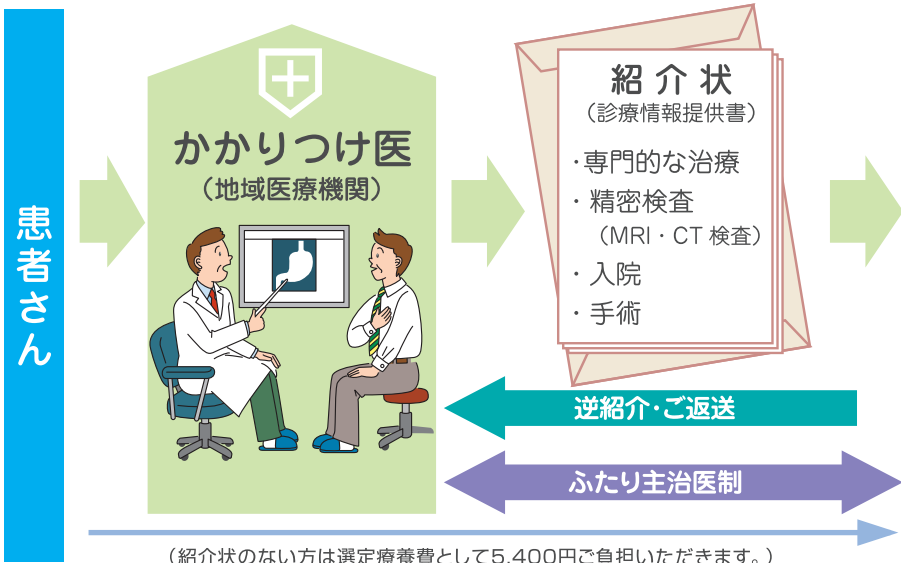 患者さん
かかりつけ医
（地域医療機関）
紹介状
（診療情報提供書）
・専門的な治療
・精密検査
（MRI・CT 検査）
・入院
・手術
逆紹介・ご返送
ふたり主治医制
（紹介状のない方は選定療養費として5,400円ご負担いただきます。）